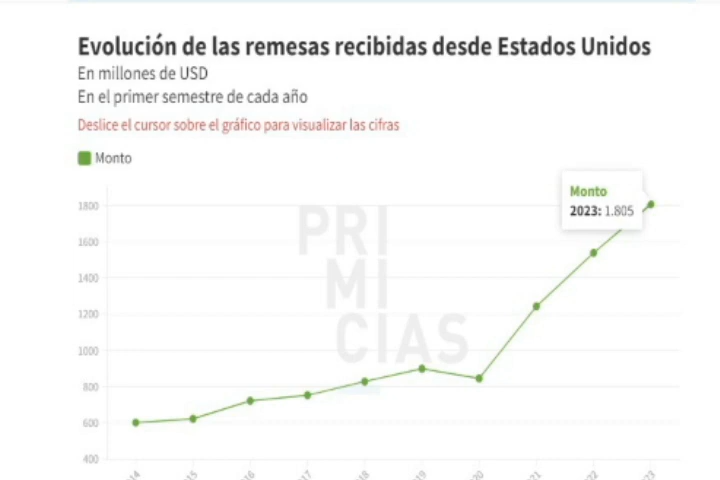 Evolución de las remesas recibidas desde Estados Unidos
En millones de USD
En el primer semestre de cada año
Deslice el cursor sobre el gráfico para visualizar las cifras
Monto
Monto
2023: 1.805
PRI
MI
CIAS
1800
1600
1400
1200
1000
800
600
400